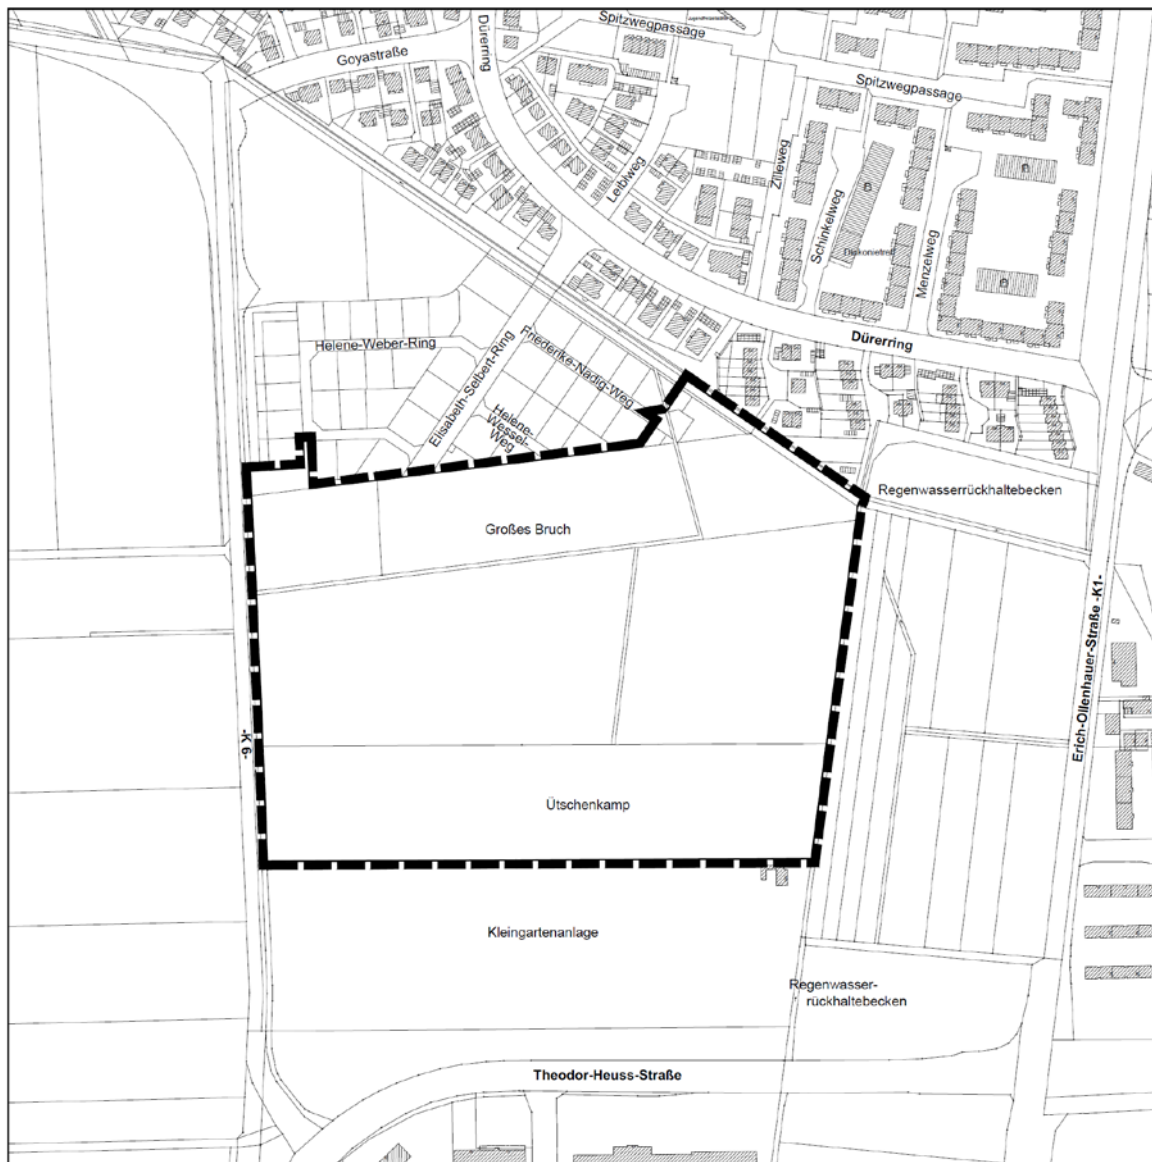 Spitzwegpassage
Dürerring
Goyastraße
Spitzwegpassage
Leiblweg
Zilleweg
Schinkelweg
Menzelweg
Dürerring
Helene-Weber-Ring
Elisabeth-Selbert-Ring
Friederike-Nadig-Weg
Helene-
Wessel-
Weg
Regenwasserrückhaltebecken
Großes Bruch
Erich-Ollenhauer-Straße -K1-
-K 6-
Ütschenkamp
Kleingartenanlage
Regenwasser-
rückhaltebecken
Theodor-Heuss-Straße